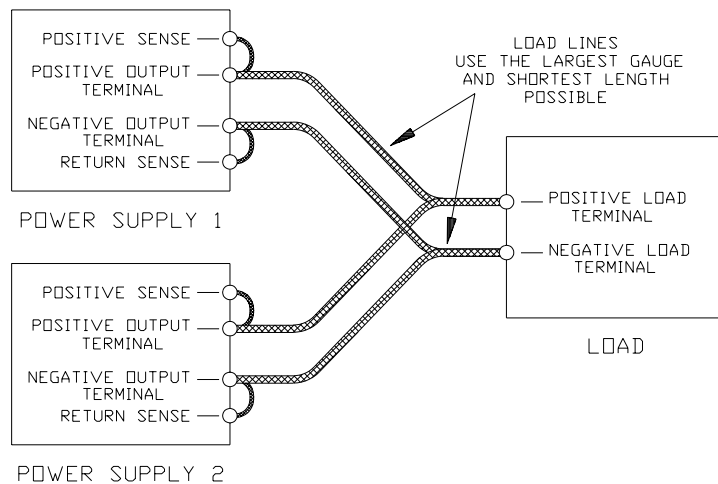 POSITIVE SENSE
POSITIVE OUTPUT
TERMINAL
NEGATIVE OUTPUT
TERMINAL
RETURN SENSE
POWER SUPPLY 1
LOAD LINES
USE THE LARGEST GAUGE
AND SHORTEST LENGTH
POSSIBLE
POSITIVE LOAD
TERMINAL
NEGATIVE LOAD
TERMINAL
LOAD
POSITIVE SENSE
POSITIVE OUTPUT
TERMINAL
NEGATIVE OUTPUT
TERMINAL
RETURN SENSE
POWER SUPPLY 2